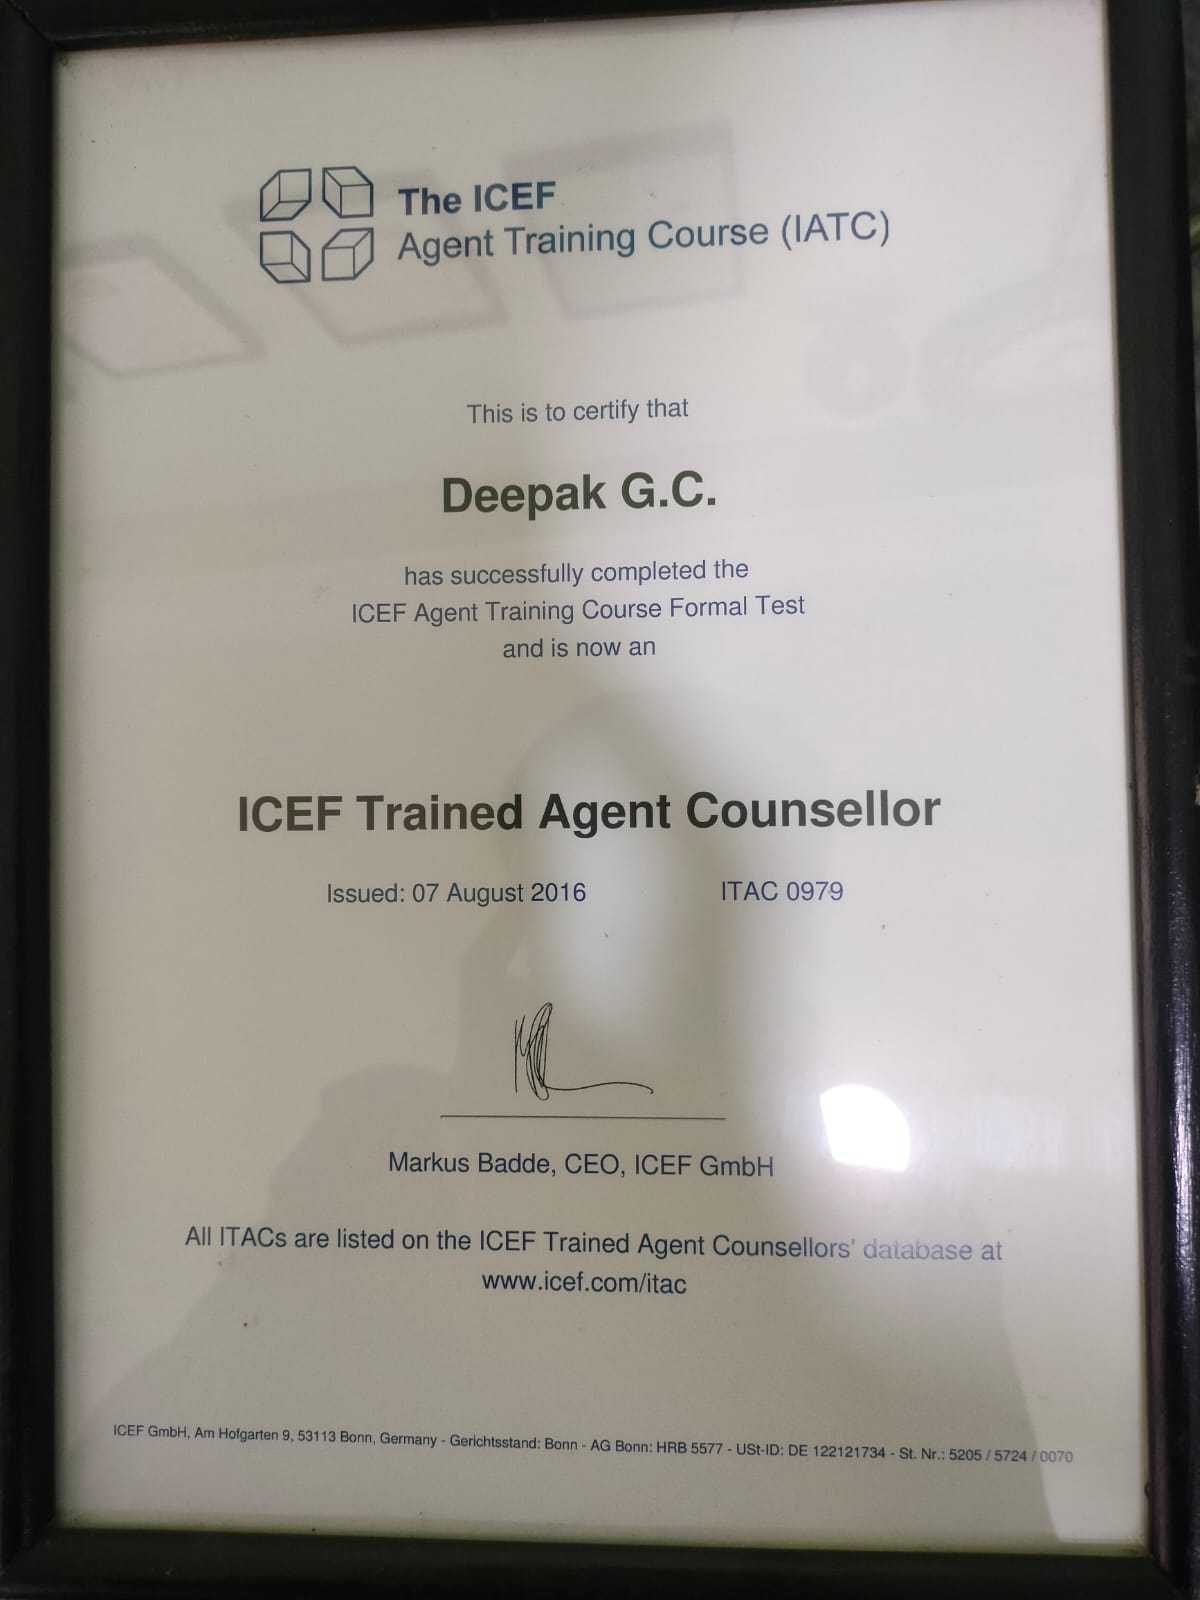 The ICEF
Agent Training Course (IATC)
This is to certify that
Deepak G.C.
has successfully completed the
ICEF Agent Training Course Formal Test
and is now an
ICEF Trained Agent Counsellor
Issued: 07 August 2016 ITAC 0979
Markus Badde, CEO, ICEF GmbH
All ITACs are listed on the ICEF Trained Agent Counsellors' database at
www.icef.com/itac
ICEF GmbH, Am Hofgarten 9, 53113 Bonn, Germany - Gerichtsstand: Bonn - AG Bonn: HRB 5577 - USt-ID: DE 122121734 - St. Nr.: 5205 / 5724 / 0070